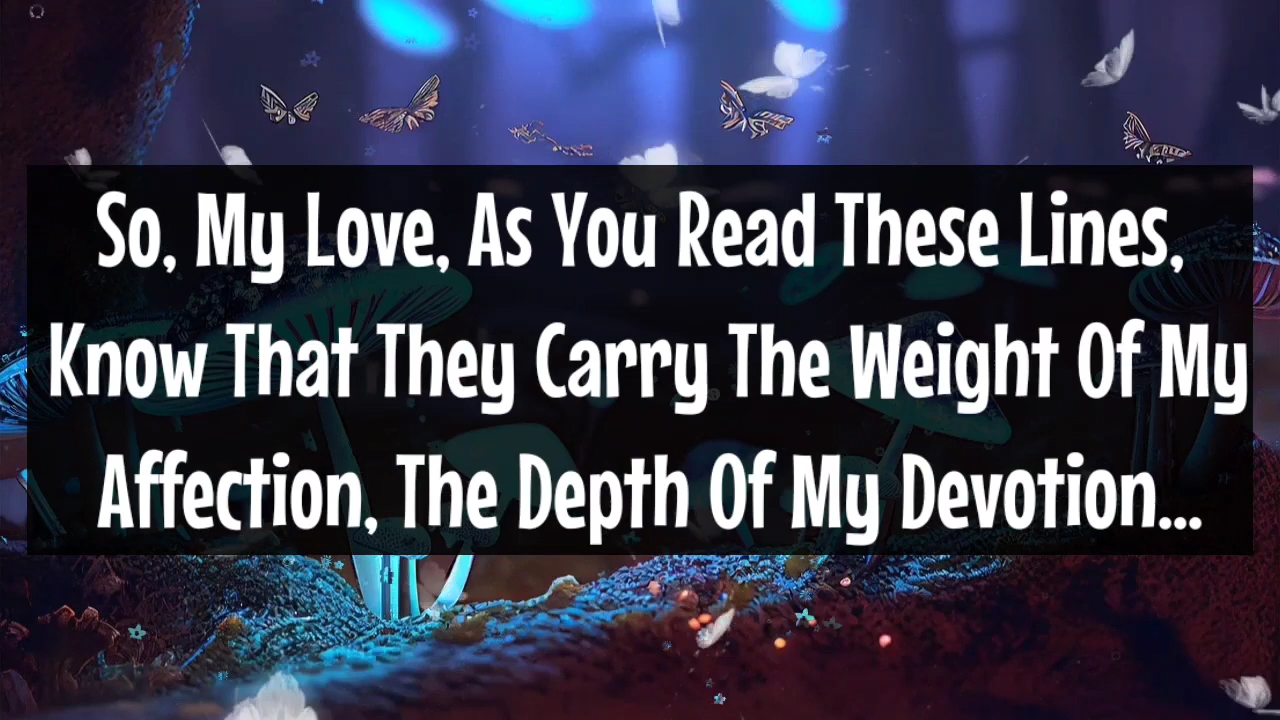 So, My Love, As You Read These Lines,
Know That They Carry The Weight Of My
Affection, The Depth Of My Devotion...